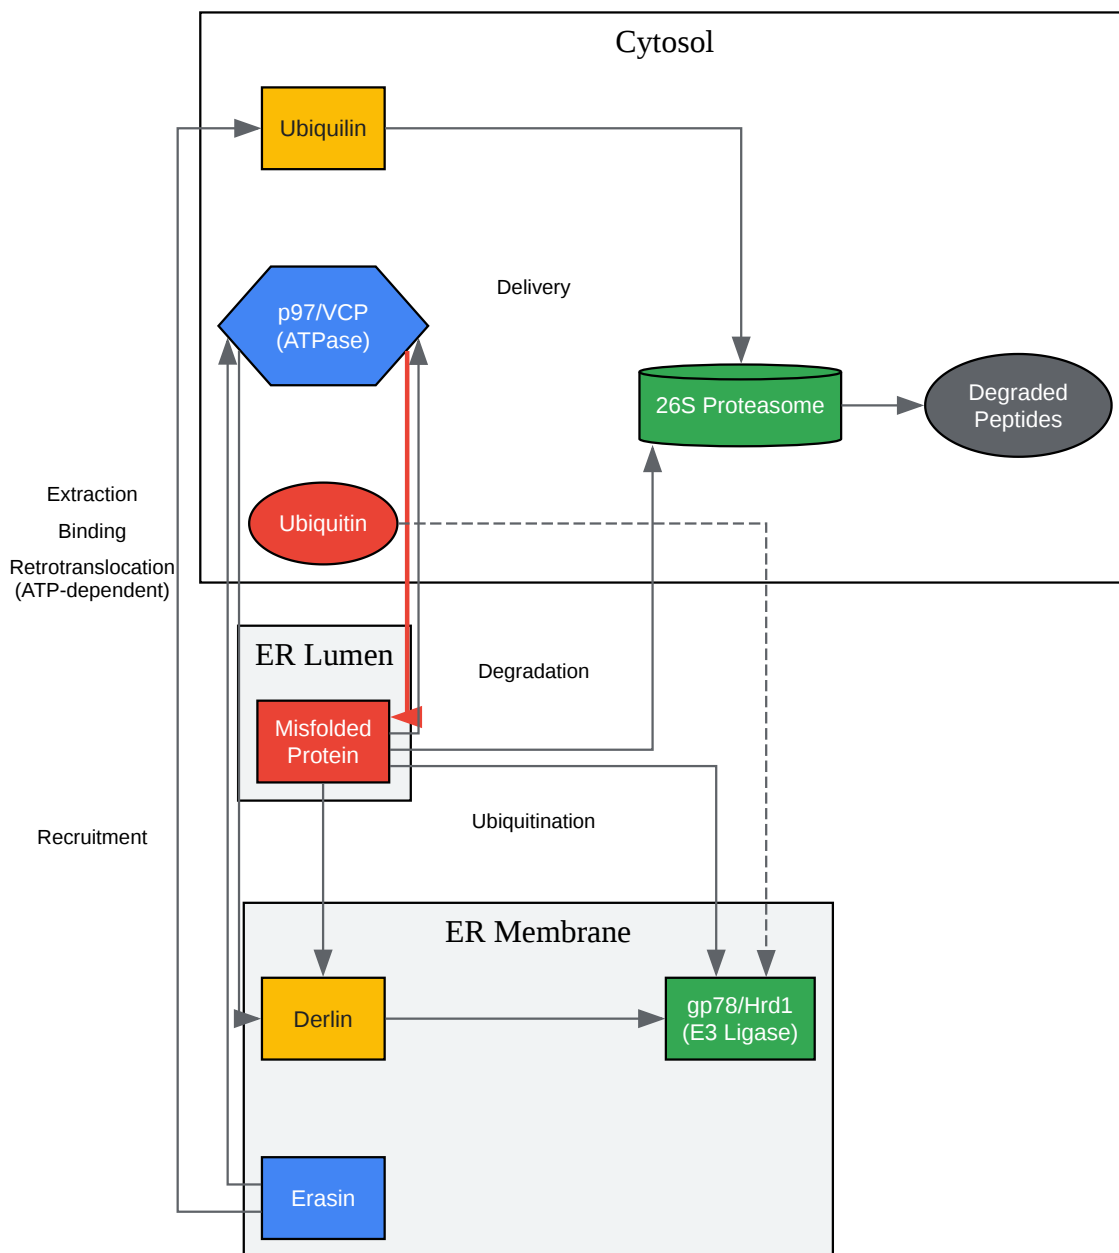 Cytosol
Ubiquilin
p97/VCP
(ATPase)
Delivery
26S Proteasome
Degraded
Peptides
Extraction
Binding
Retrotranslocation
(ATP-dependent)
Ubiquitin
ER Lumen
Misfolded
Protein
Degradation
Ubiquitination
Recruitment
ER Membrane
Derlin
gp78/Hrd1
(E3 Ligase)
Erasin